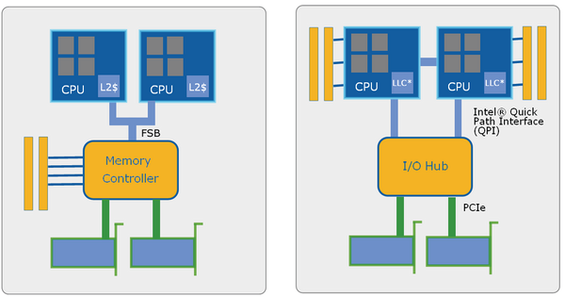 CPU
L2$
CPU
L2$
FSB
Memory
Controller
CPU
LLC*
CPU
LLC*
Intel® Quick
Path Interface
(QPI)
I/O Hub
PCIe